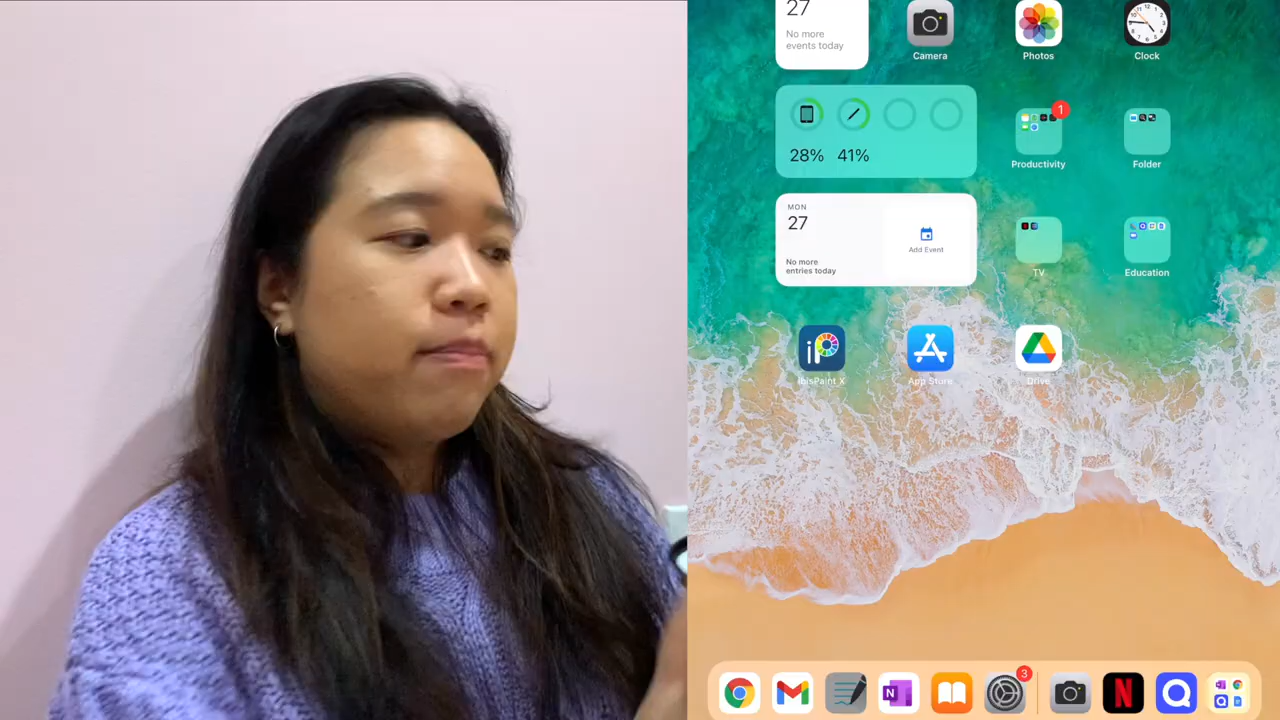 27
No more
events today
Camera
Photos
Clock
28%
41%
1
Productivity
Folder
MON
27
No more
entries today
Add Event
TV
Education
ibisPaint X
App Store
Drive
3